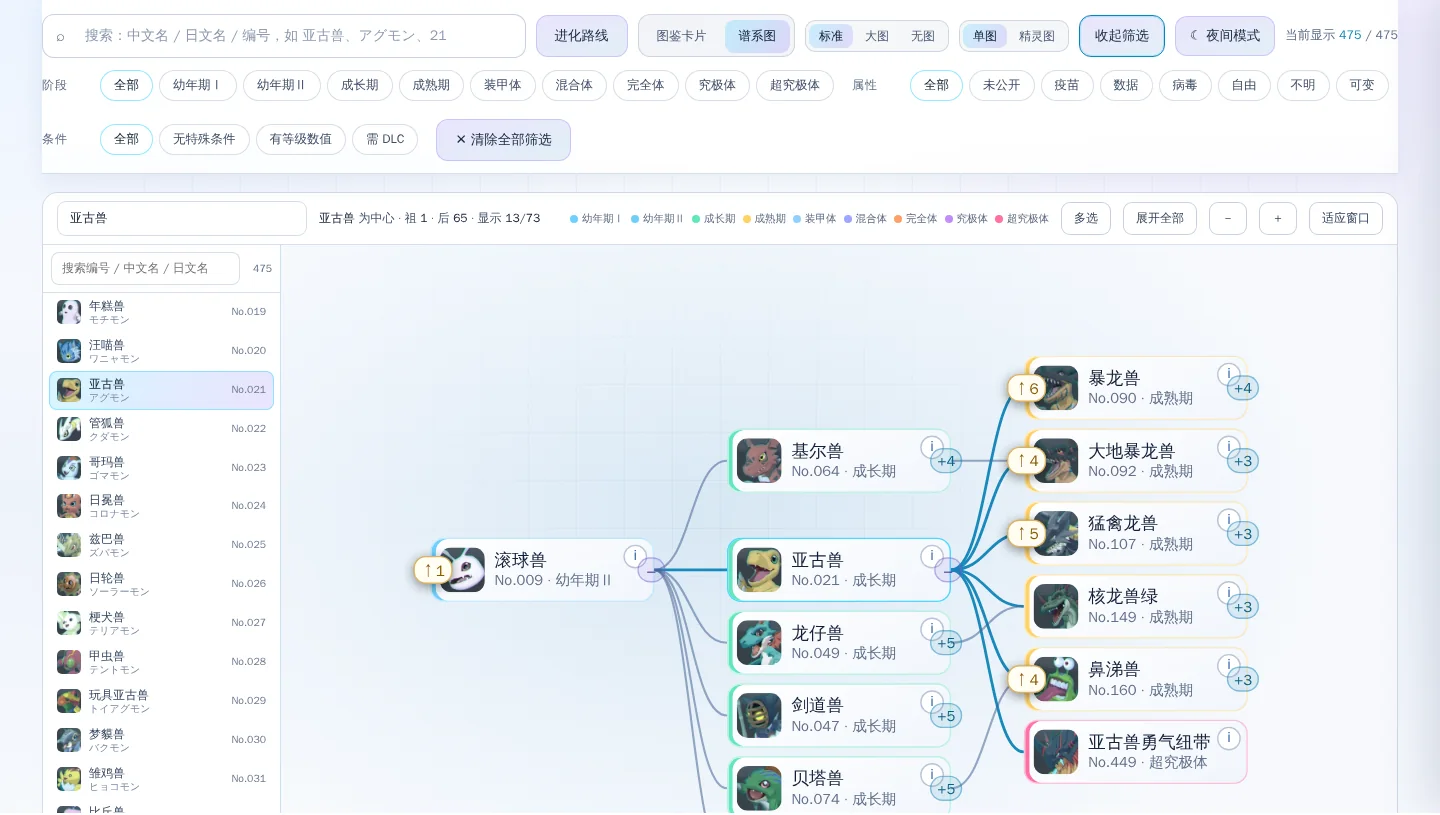 ⌕ 搜索：中文名 / 日文名 / 编号，如 亚古兽、アグモン、21
进化路线
图鉴卡片 谱系图
标准 大图 无图
单图 精灵图
收起筛选
☾ 夜间模式
当前显示 475 / 475
阶段 全部 幼年期 I 幼年期 II 成长期 成熟期 装甲体 混合体 完全体 究极体 超究极体
属性 全部 未公开 疫苗 数据 病毒 自由 不明 可变
条件 全部 无特殊条件 有等级数值 需 DLC
✕ 清除全部筛选
亚古兽
亚古兽 为中心 · 祖 1 · 后 65 · 显示 13/73
幼年期 I 幼年期 II 成长期 成熟期 装甲体 混合体 完全体 究极体 超究极体
多选 展开全部 − + 适应窗口
搜索编号 / 中文名 / 日文名 475
年糕兽 No.019
モチモン
汪喵兽 No.020
ワニャモン
亚古兽 No.021
アグモン
管狐兽 No.022
クダモン
哥玛兽 No.023
ゴマモン
日冕兽 No.024
コロナモン
兹巴兽 No.025
ズバモン
日轮兽 No.026
ソーラーモン
梗犬兽 No.027
テリアモン
甲虫兽 No.028
テントモン
玩具亚古兽 No.029
トイアグモン
梦貘兽 No.030
バクモン
雏鸡兽 No.031
ヒョコモン
比丘兽
↑1 滚球兽 i
No.009 · 幼年期 II −
基尔兽 i
No.064 · 成长期 +4
亚古兽 i
No.021 · 成长期 −
龙仔兽 i
No.049 · 成长期 +5
剑道兽 i
No.047 · 成长期 +5
贝塔兽 i
No.074 · 成长期 +5
↑6 暴龙兽 i
No.090 · 成熟期 +4
↑4 大地暴龙兽 i
No.092 · 成熟期 +3
↑5 猛禽龙兽 i
No.107 · 成熟期 +3
核龙兽绿 i
No.149 · 成熟期 +3
↑4 鼻涕兽 i
No.160 · 成熟期 +3
亚古兽勇气纽带 i
No.449 · 超究极体